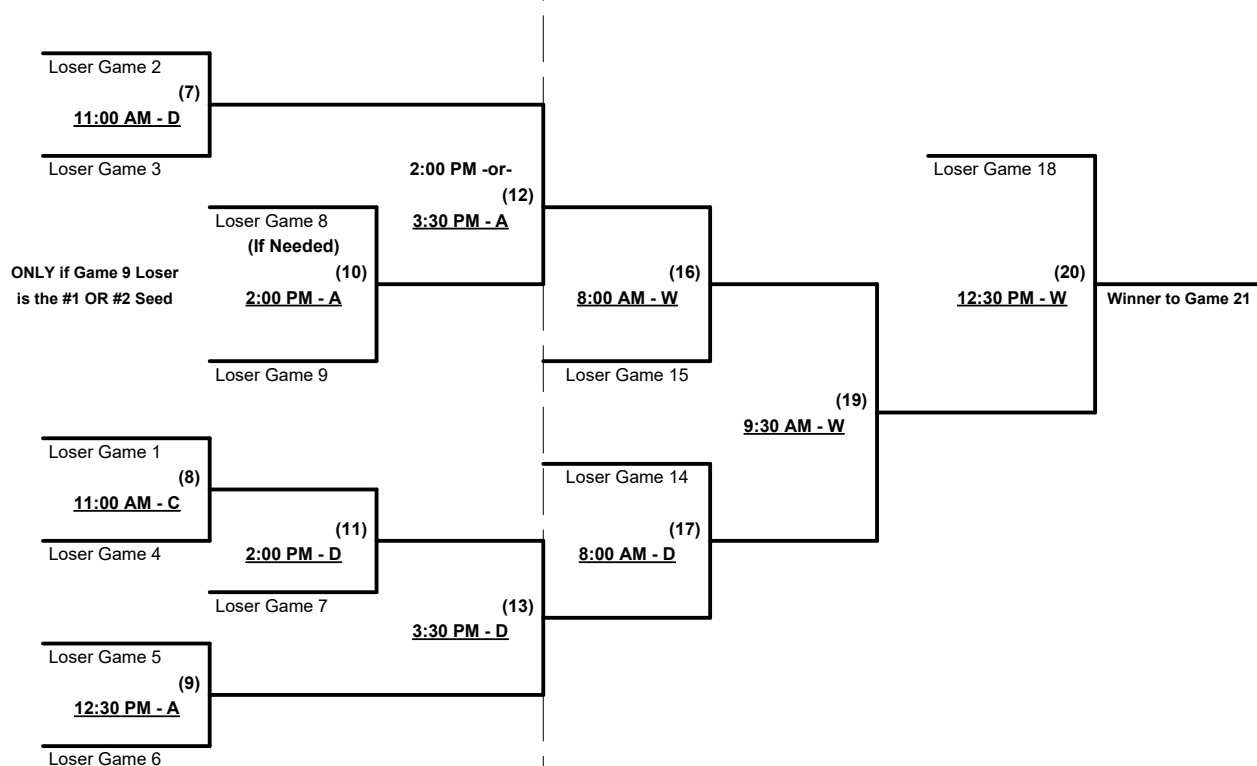 Loser Game 2
(7)
11:00 AM - D
Loser Game 3
2:00 PM -or-
(12)
3:30 PM - A
Loser Game 8
(If Needed)
(10)
2:00 PM - A
Loser Game 9
ONLY if Game 9 Loser
is the #1 OR #2 Seed
(16)
8:00 AM - W
Loser Game 15
Loser Game 18
(20)
12:30 PM - W
Winner to Game 21
(19)
9:30 AM - W
Loser Game 1
(8)
11:00 AM - C
Loser Game 4
(11)
2:00 PM - D
Loser Game 7
Loser Game 14
(17)
8:00 AM - D
(13)
3:30 PM - D
Loser Game 5
(9)
12:30 PM - A
Loser Game 6